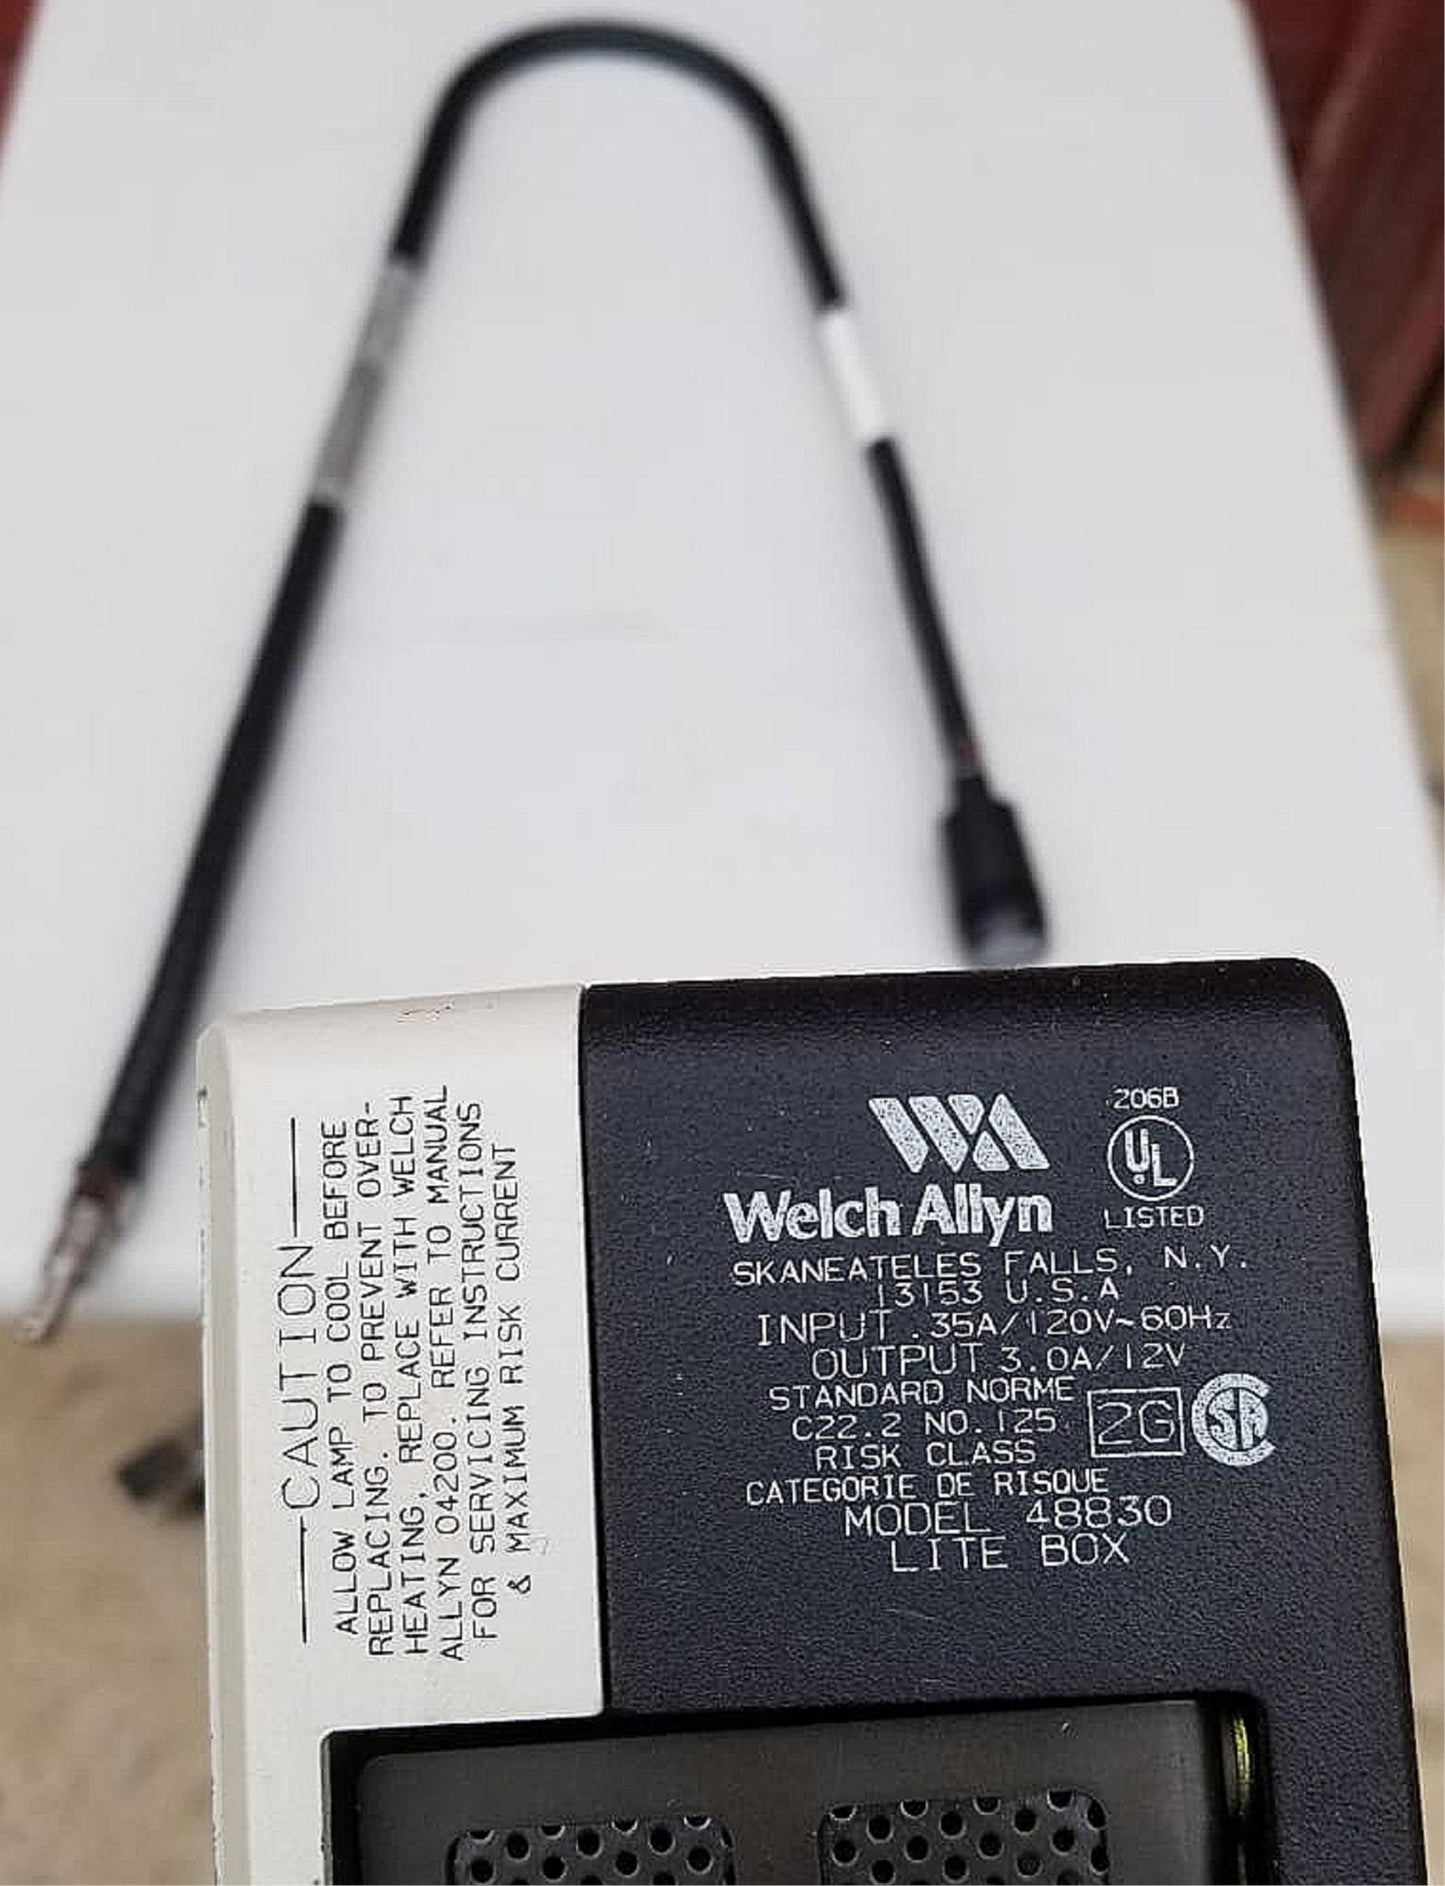 CAUTION
ALLOW LAMP TO COOL BEFORE
REPLACING. TO PREVENT OVER-
HEATING, REPLACE WITH WELCH
ALLYN 04200. REFER TO MANUAL
FOR SERVICING INSTRUCTIONS
& MAXIMUM RISK CURRENT
WA
Welch Allyn
206B
UL
LISTED
SKANEATELES FALLS, N.Y.
13153 U.S.A
INPUT .35A/120V~60Hz
OUTPUT 3.0A/12V
STANDARD NORME
C22.2 NO.125
RISK CLASS
CATEGORIE DE RISQUE
2G
SA
MODEL 48830
LITE BOX